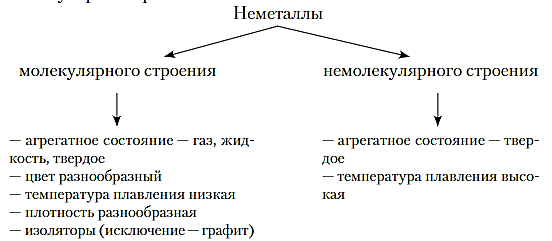 Неметаллы
молекулярного строения
немолекулярного строения
— агрегатное состояние — газ, жид-
кость, твердое
— цвет разнообразный
— температура плавления низкая
— плотность разнообразная
— изоляторы (исключение — графит)
— агрегатное состояние — твер-
дое
— температура плавления высо-
кая